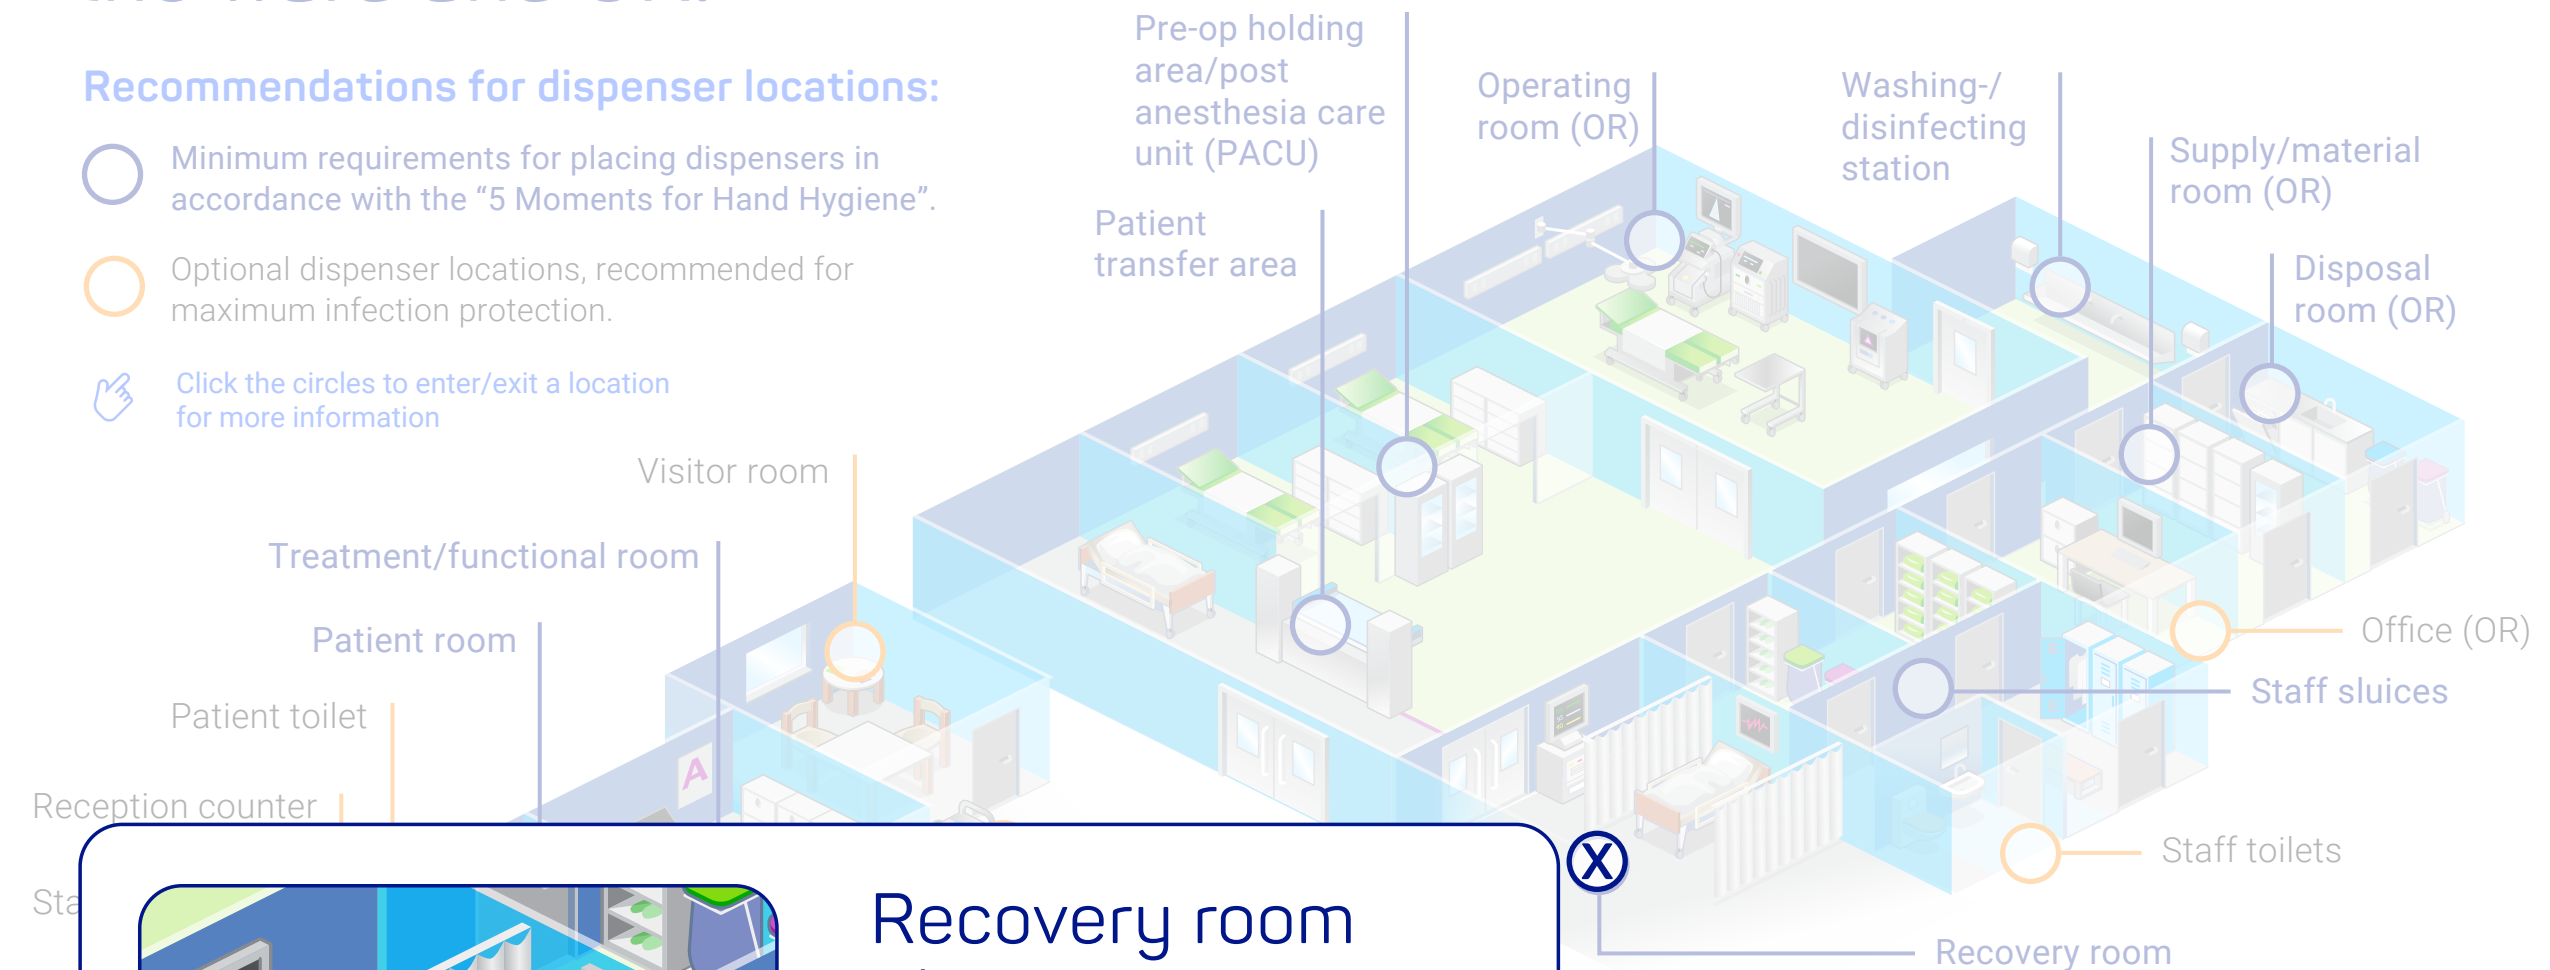 Recommendations for dispenser locations:
Minimum requirements for placing dispensers in
accordance with the “5 Moments for Hand Hygiene”.
Optional dispenser locations, recommended for
maximum infection protection.
Click the circles to enter/exit a location
for more information
Pre-op holding
area/post
anesthesia care
unit (PACU)
Operating
room (OR)
Washing-/
disinfecting
station
Supply/material
room (OR)
Patient
transfer area
Disposal
room (OR)
Visitor room
Treatment/functional room
Patient room
Patient toilet
Reception counter
Office (OR)
Staff sluices
Staff toilets
A
X
Recovery room
Recovery room